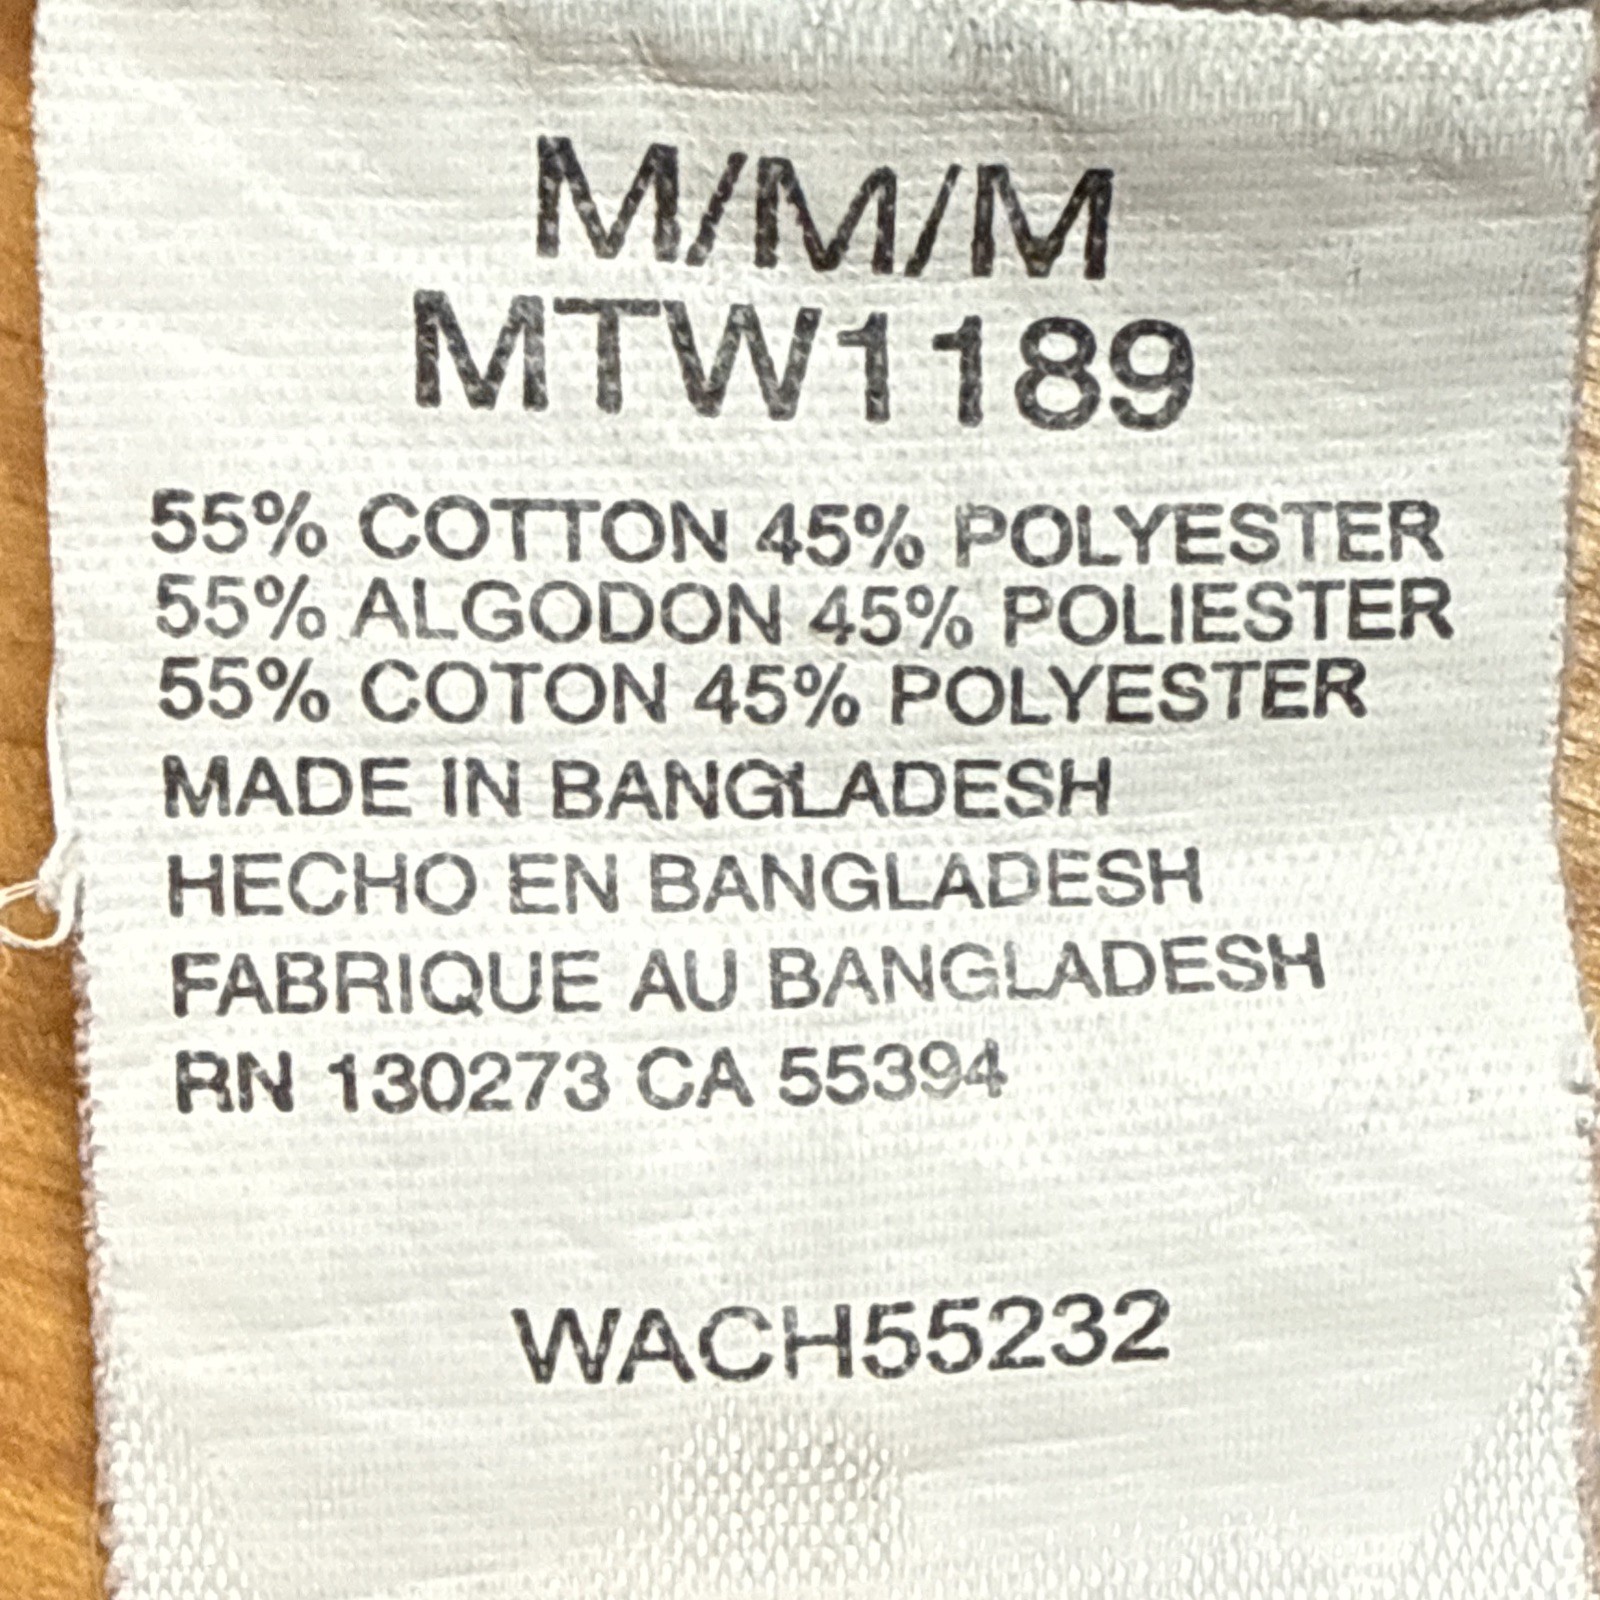 M/M/M
MTW1189
55% COTTON 45% POLYESTER
55% ALGODON 45% POLIESTER
55% COTON 45% POLYESTER
MADE IN BANGLADESH
HECHO EN BANGLADESH
FABRIQUE AU BANGLADESH
RN 130273 CA 55394
WACH55232